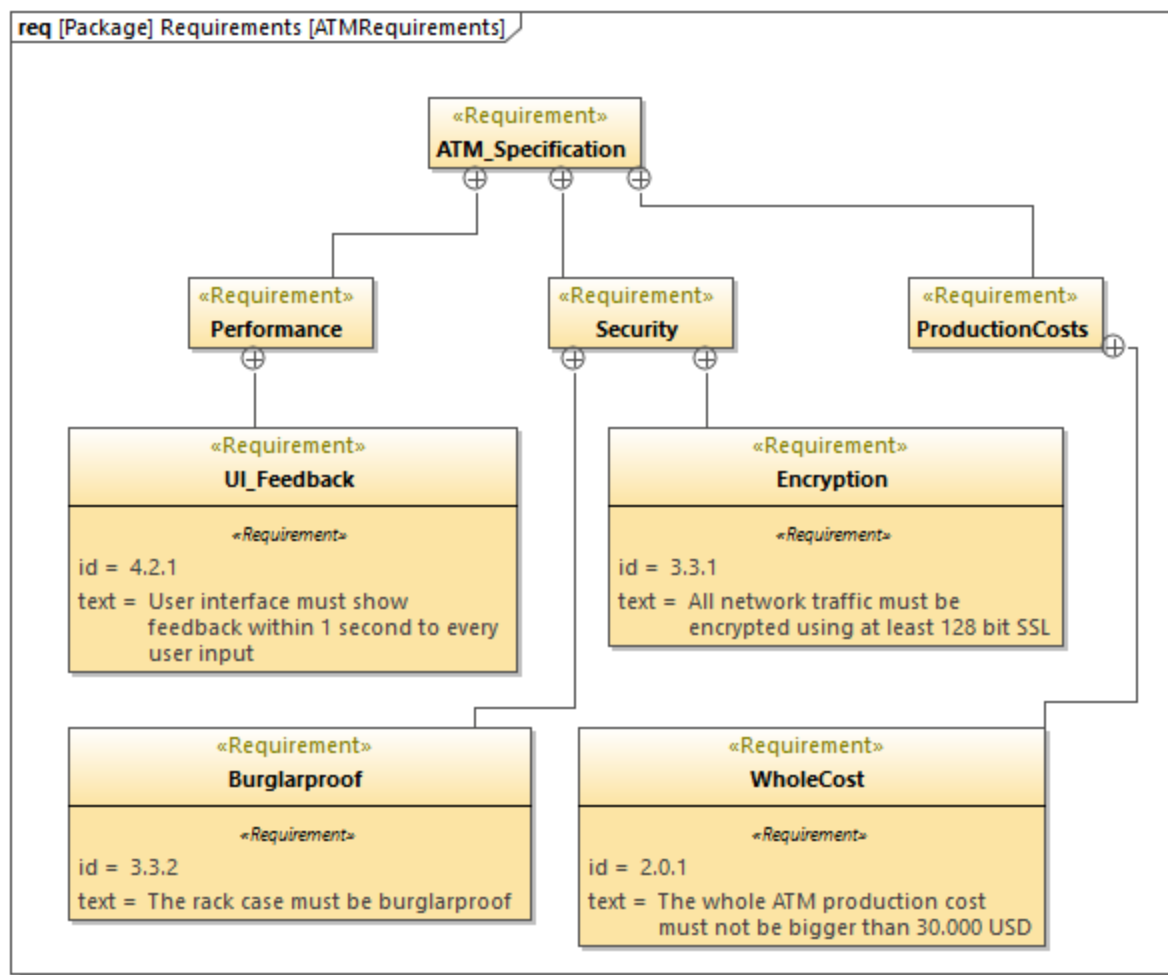 req [Package] Requirements [ATMRequirements]
«Requirement»
ATM_Specification
«Requirement»
Performance
«Requirement»
Security
«Requirement»
ProductionCosts
«Requirement»
UI_Feedback
«Requirement»
id = 4.2.1
text = User interface must show
feedback within 1 second to every
user input
«Requirement»
Encryption
«Requirement»
id = 3.3.1
text = All network traffic must be
encrypted using at least 128 bit SSL
«Requirement»
Burglarproof
«Requirement»
id = 3.3.2
text = The rack case must be burglarproof
«Requirement»
WholeCost
«Requirement»
id = 2.0.1
text = The whole ATM production cost
must not be bigger than 30.000 USD